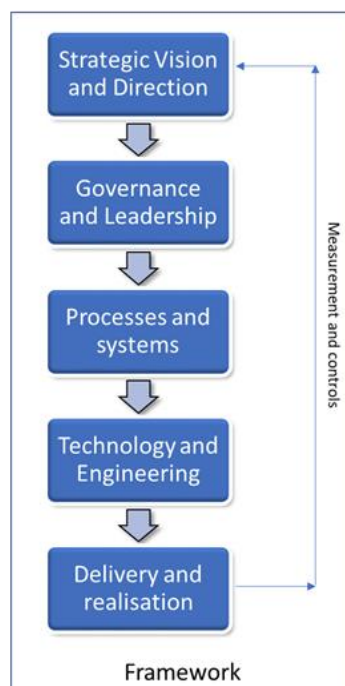 Strategic Vision
and Direction
Governance
and Leadership
Processes and
systems
Technology and
Engineering
Delivery and
realisation
Measurement and controls
Framework